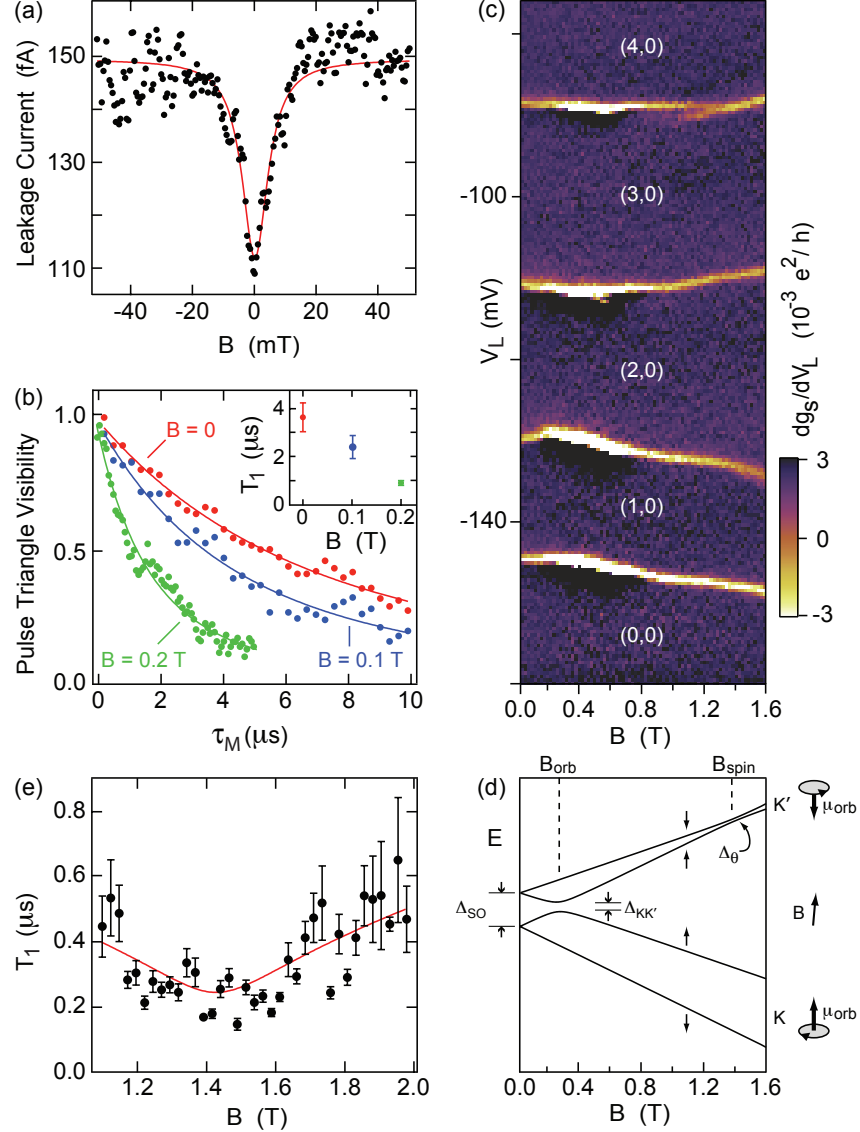 (a)
150
130
110
Leakage Current (fA)
-40
-20
0
20
40
B (mT)
(b)
1.0
0.5
0.0
Pulse Triangle Visibility
B = 0
B = 0.2 T
B = 0.1 T
0
2
4
6
8
10
τM (μs)
4
2
0
T1 (μs)
0.0
0.1
0.2
B (T)
(c)
(4,0)
(3,0)
(2,0)
(1,0)
(0,0)
-100
-140
VL (mV)
0.0
0.4
0.8
1.2
1.6
B (T)
3
0
-3
dgs/dVL (10-3 e2/h)
(e)
0.8
0.6
0.4
0.2
0.0
T1 (μs)
1.2
1.4
1.6
1.8
2.0
B (T)
(d)
Borb
Bspin
E
K′
μorb
Δθ
ΔSO
ΔKK′
B
K
μorb
0.0
0.4
0.8
1.2
1.6
B (T)